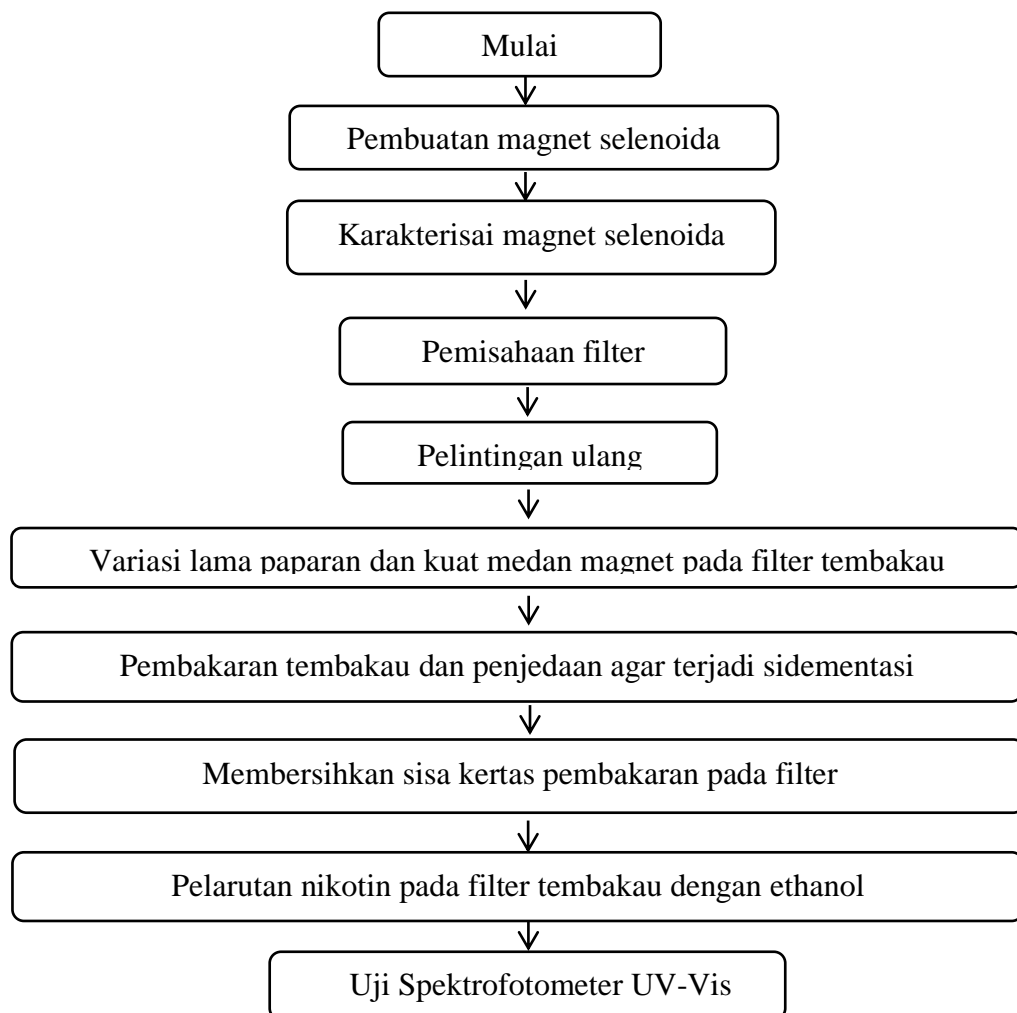 Mulai
Pembuatan magnet selenoida
Karakterisai magnet selenoida
Pemisahaan filter
Pelintingan ulang
Variasi lama paparan dan kuat medan magnet pada filter tembakau
Pembakaran tembakau dan penjedaan agar terjadi sidementasi
Membersihkan sisa kertas pembakaran pada filter
Pelarutan nikotin pada filter tembakau dengan ethanol
Uji Spektrofotometer UV-Vis